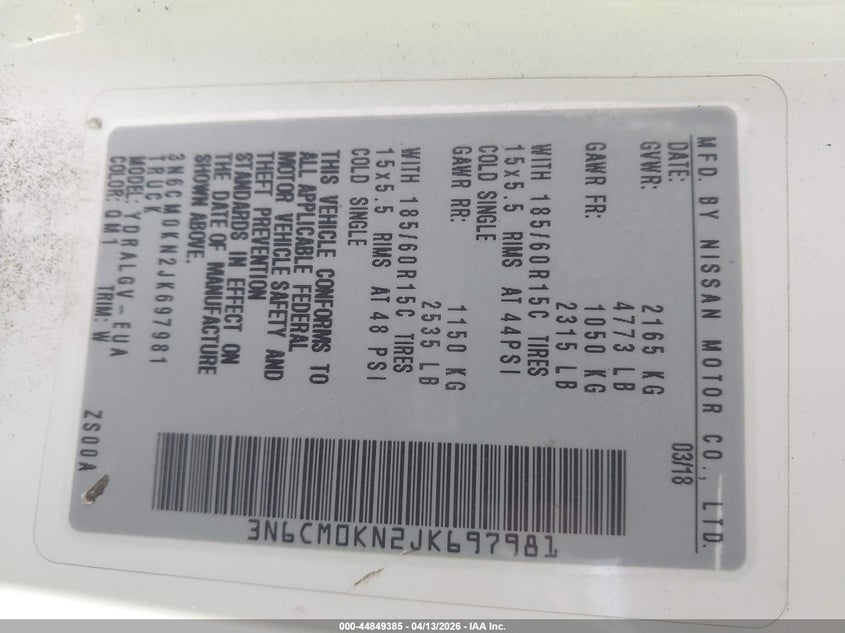 MFD. BY NISSAN MOTOR CO., LTD.
DATE: 03/18
GVWR: 2165 KG
4773 LB
GAWR FR: 1050 KG
2315 LB
WITH 185/60R15C TIRES
15x5.5 RIMS AT 44PSI
COLD SINGLE
GAWR RR: 1150 KG
2535 LB
WITH 185/60R15C TIRES
15x5.5 RIMS AT 48 PSI
COLD SINGLE
THIS VEHICLE CONFORMS TO
ALL APPLICABLE FEDERAL
MOTOR VEHICLE SAFETY AND
THEFT PREVENTION
STANDARDS IN EFFECT ON
THE DATE OF MANUFACTURE
SHOWN ABOVE.
3N6CM0KN2JK697981
TRUCK
MODEL: YDRALGV-EUA
COLOR: QM1 TRIM: W ZS00A
3N6CM0KN2JK697981
000-44849385 - 04/13/2026 - IAA Inc.